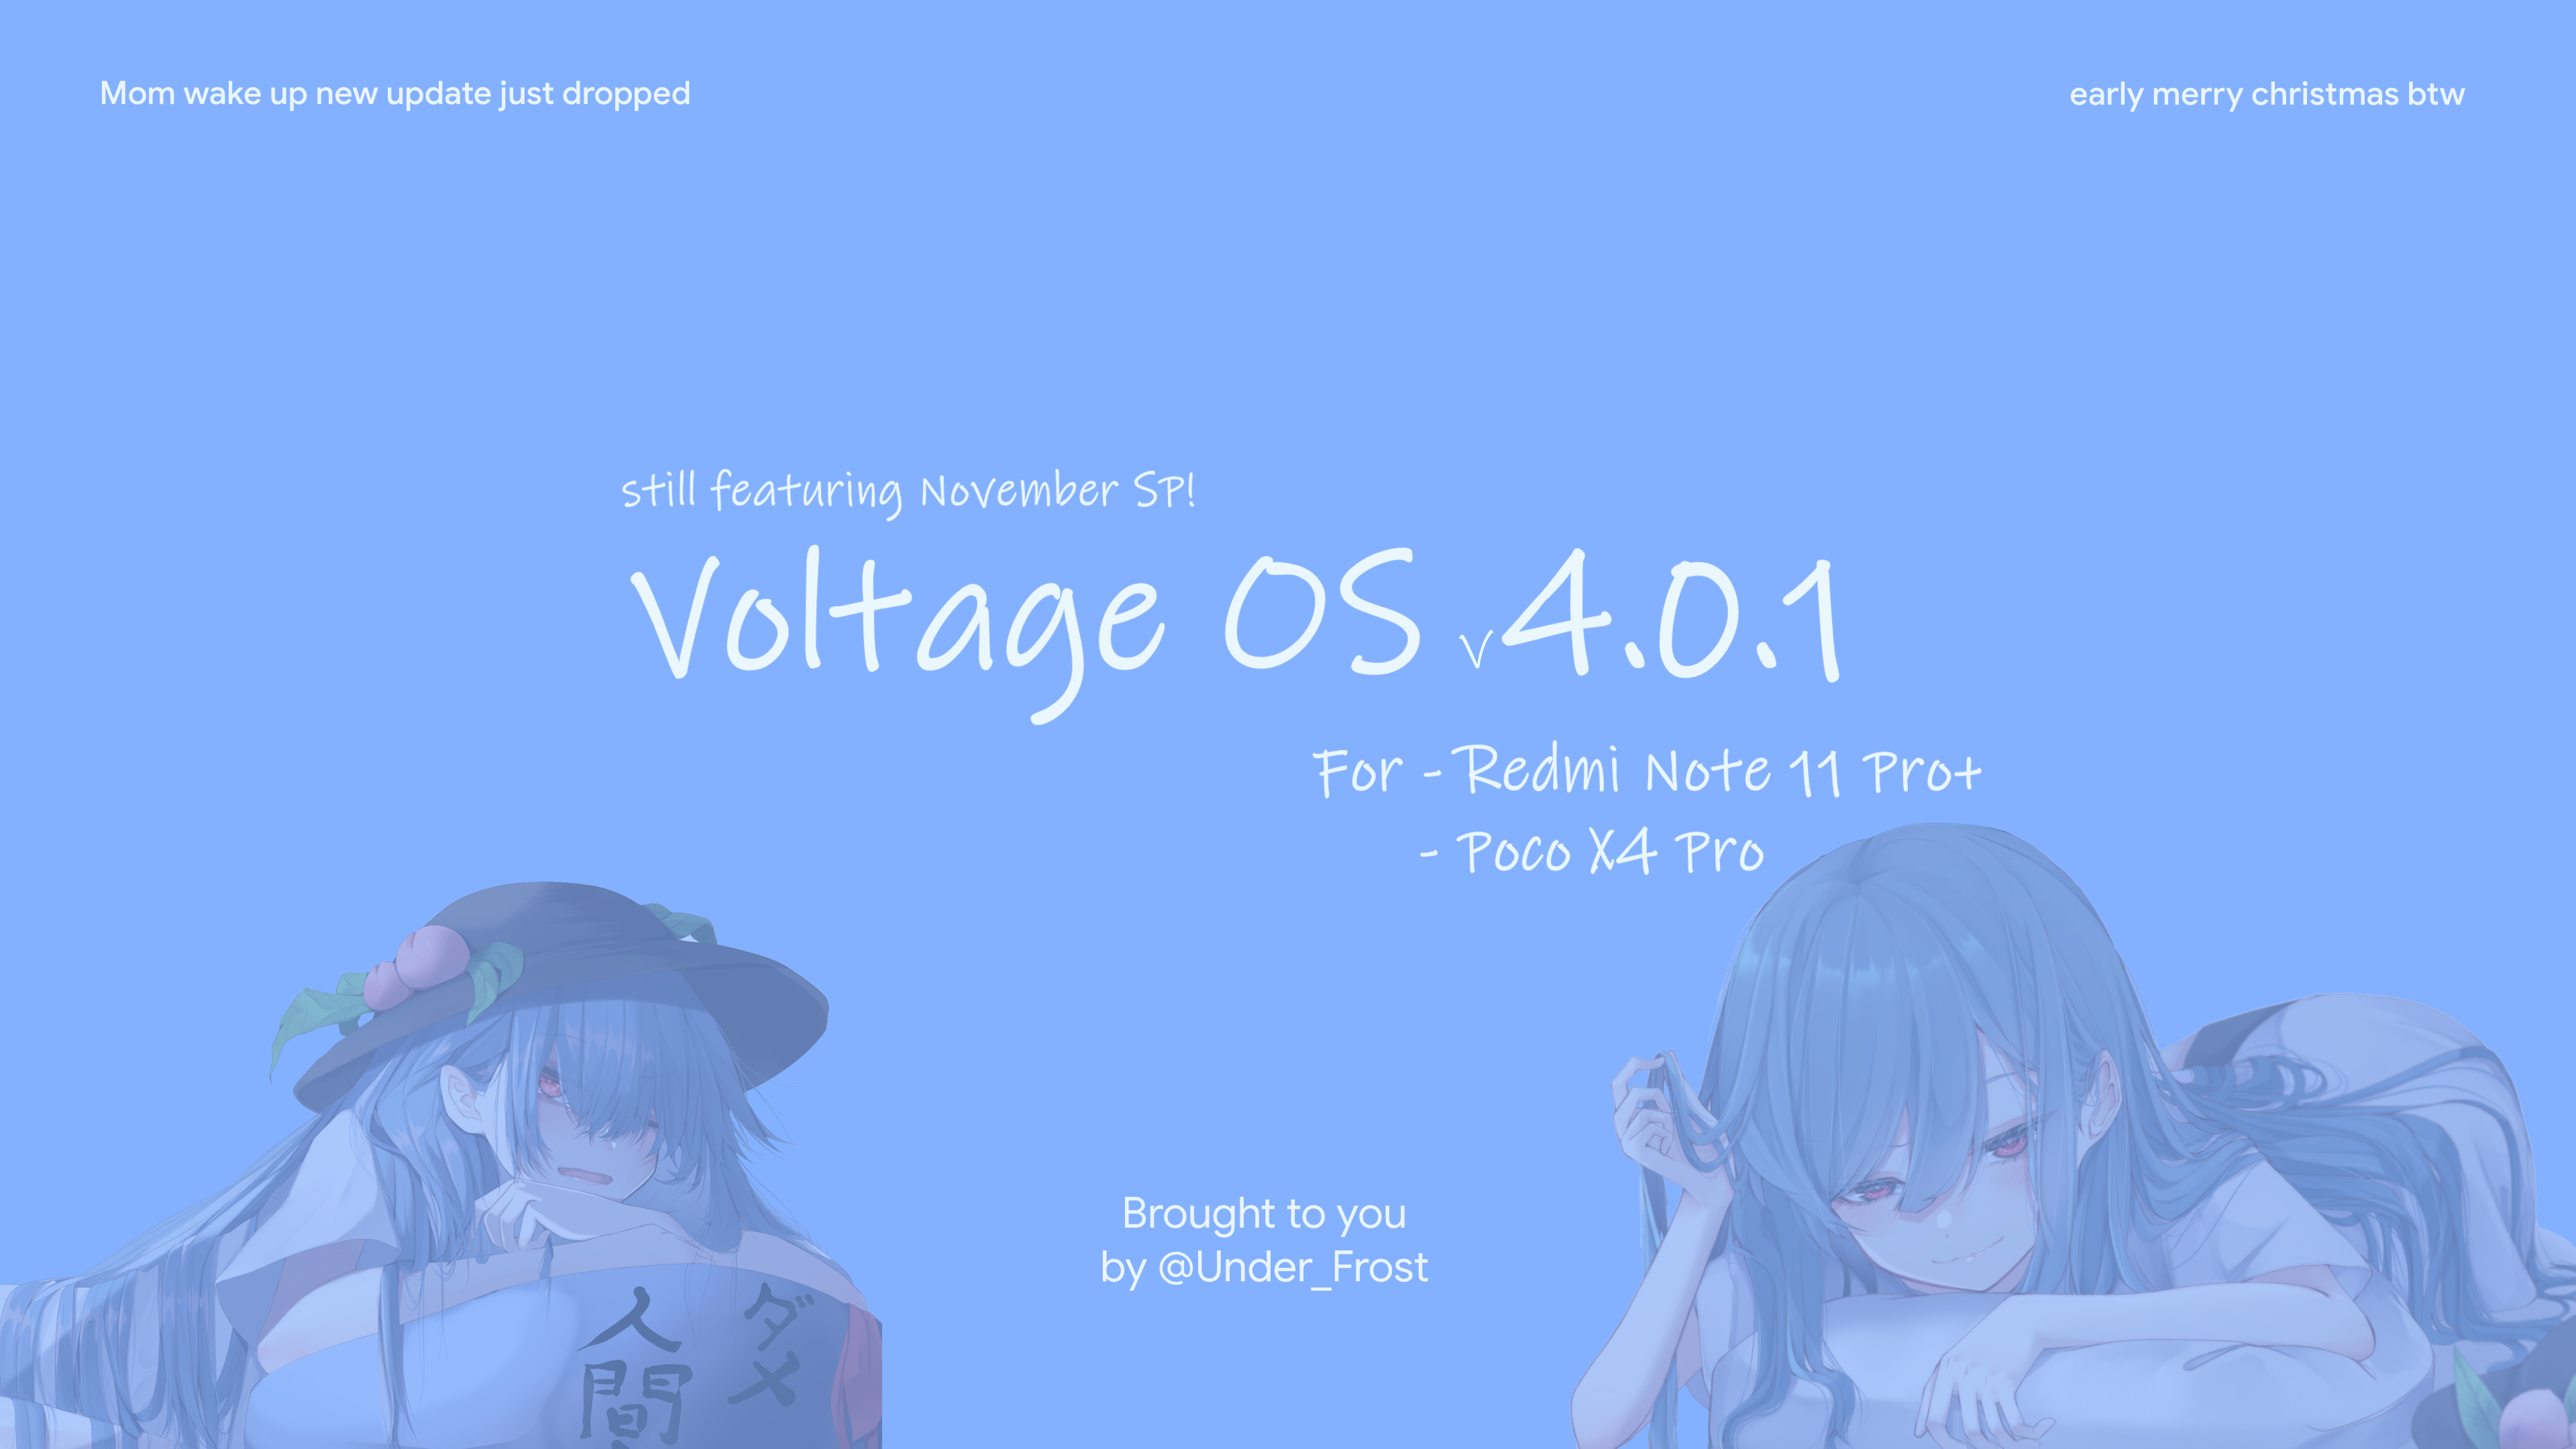 Mom wake up new update just dropped
early merry christmas btw
still featuring November SP!
Voltage OS v4.0.1
For - Redmi Note 11 Pro+
- Poco X4 Pro
Brought to you
by @Under_Frost
ダメ
人間